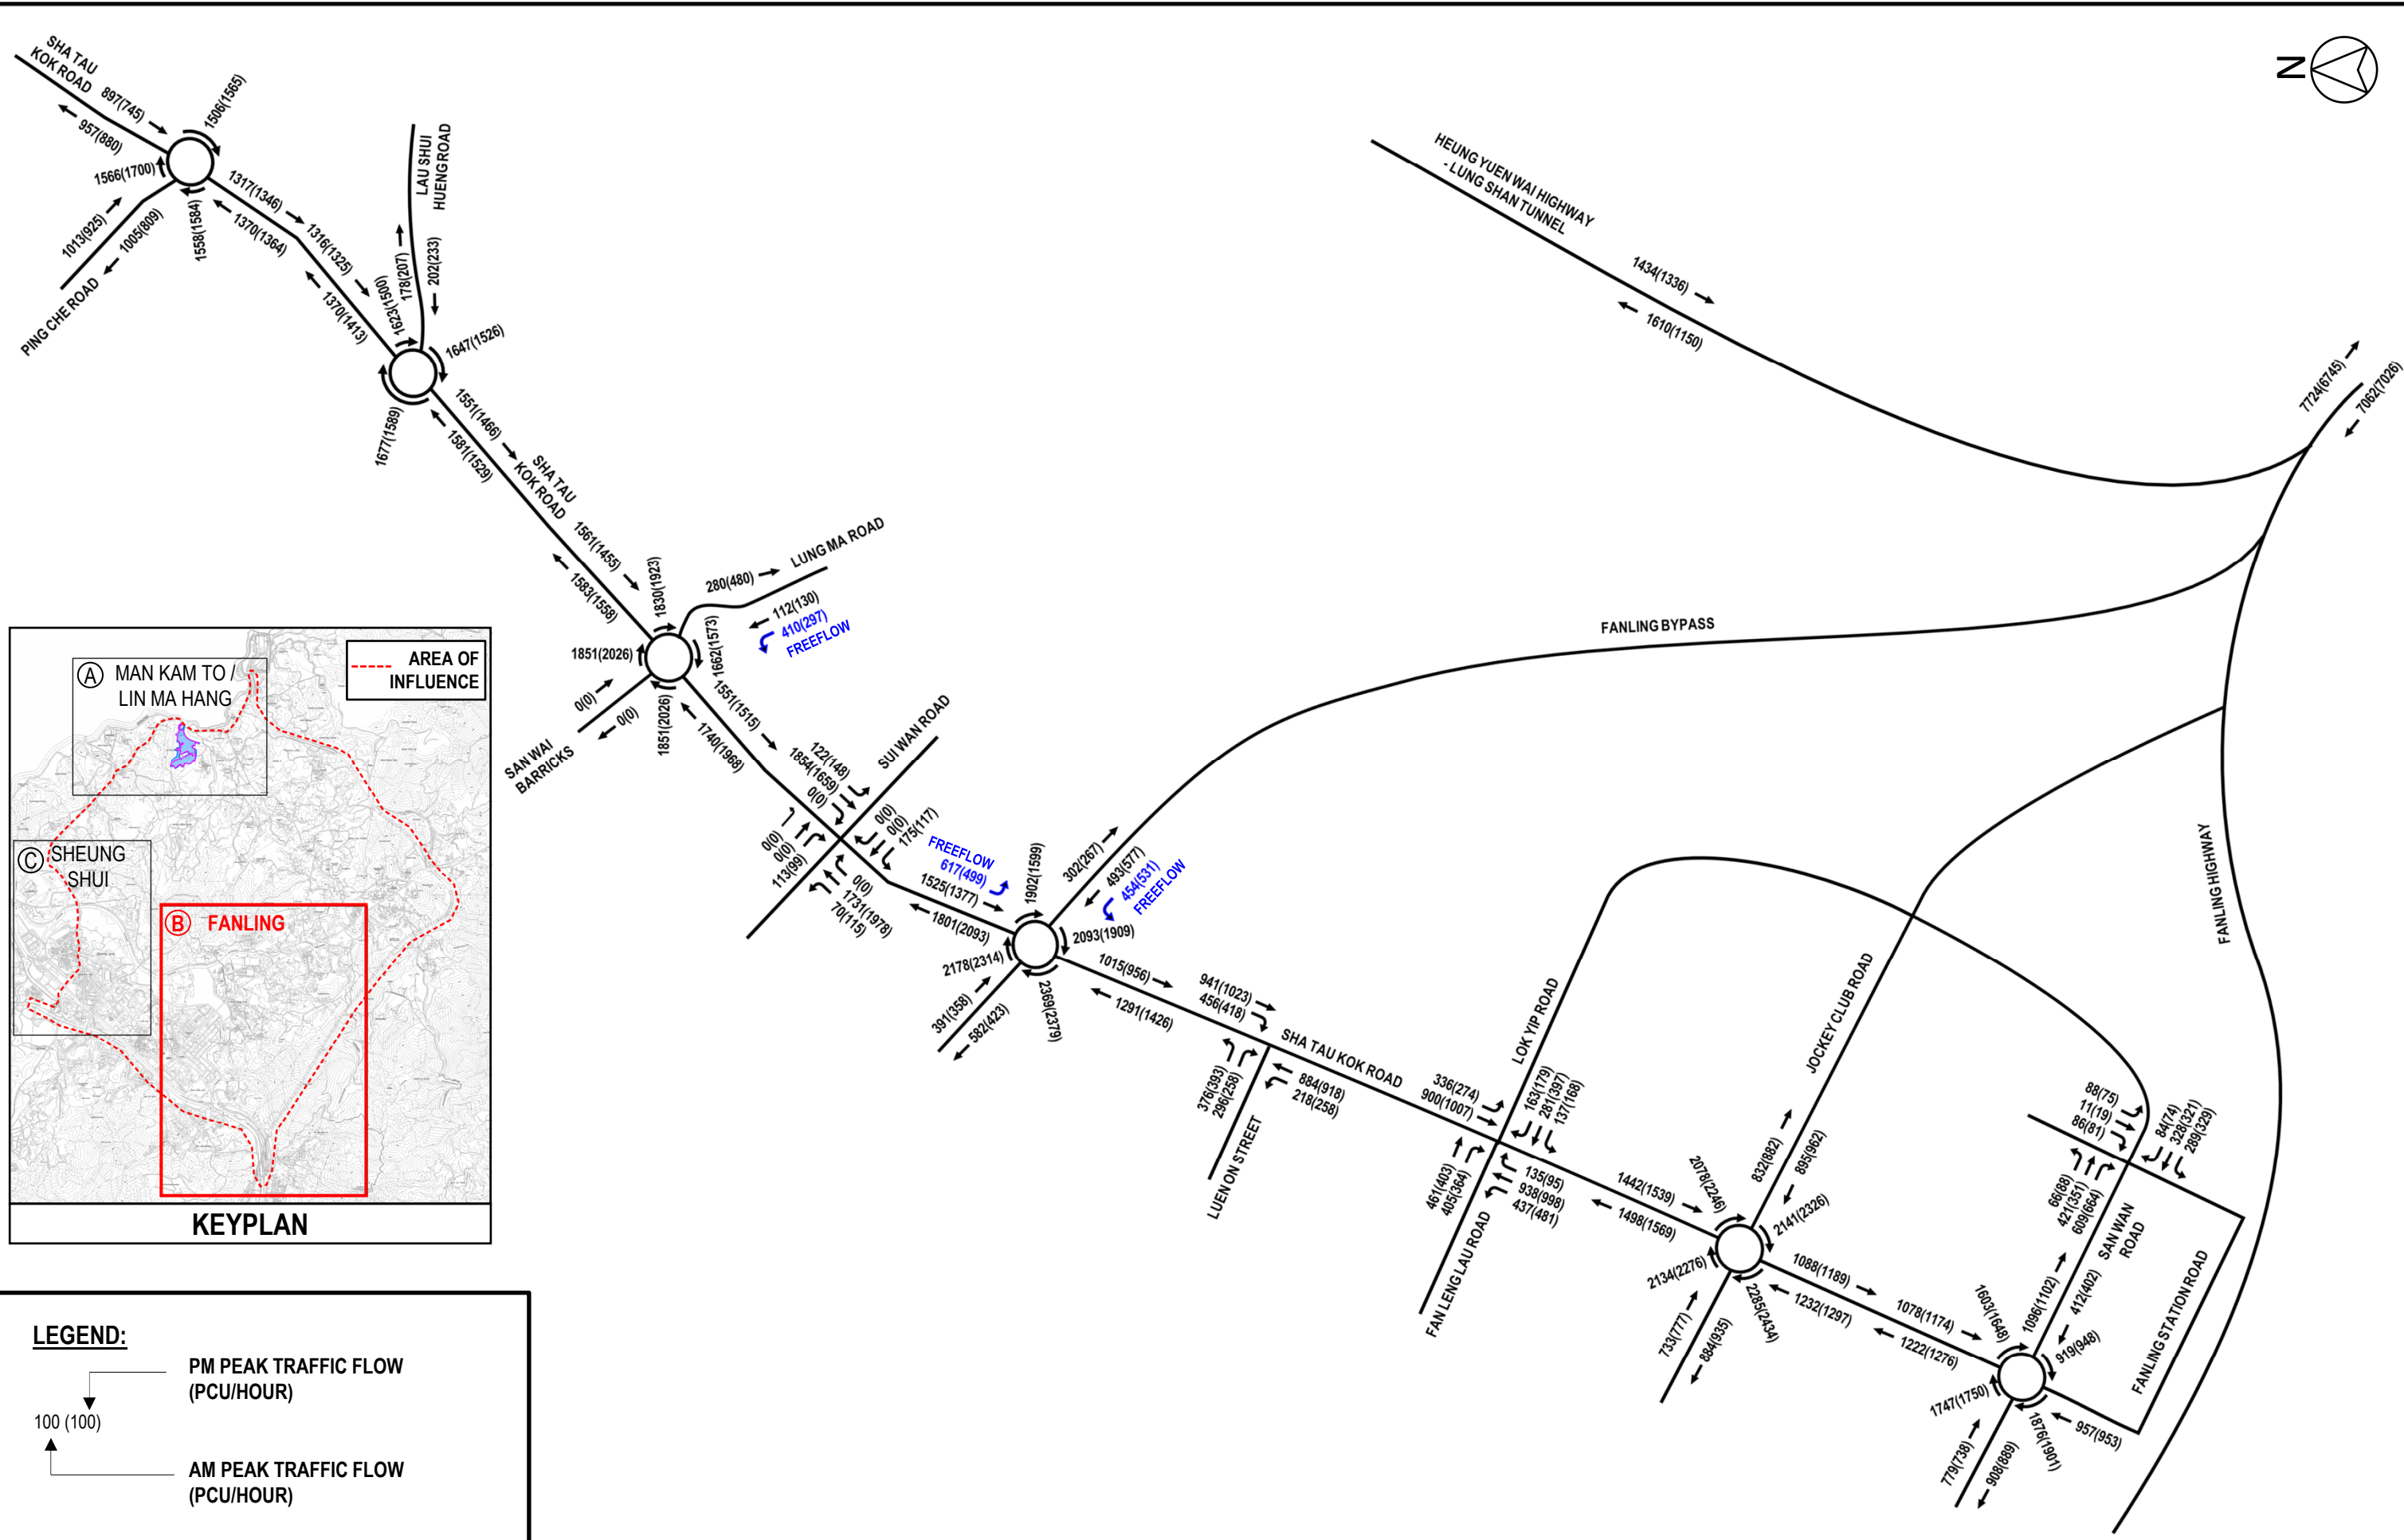 SHA TAU
KOK ROAD
897(745)
957(880)
1506(1565)
1566(1700)
1013(925)
1005(809)
1558(1584)
PING CHE ROAD
1317(1346)
1370(1364)
1316(1325)
1370(1413)
LAU SHUI
HUENG ROAD
178(207)
202(233)
1623(1500)
1647(1526)
1677(1589)
1551(1466)
1581(1529)
SHA TAU
KOK ROAD
1561(1455)
1583(1558)
1830(1923)
280(480)
LUNG MA ROAD
112(130)
410(297)
FREEFLOW
1851(2026)
1662(1573)
0(0)
0(0)
1851(2026)
SAN WAI
BARRICKS
1551(1515)
1740(1968)
SUI WAN ROAD
122(148)
1854(1659)
0(0)
0(0)
0(0)
175(117)
0(0)
0(0)
113(99)
0(0)
1731(1978)
70(115)
FREEFLOW
617(499)
1525(1377)
1801(2093)
1902(1599)
302(267)
493(577)
454(531)
FREEFLOW
2093(1909)
2178(2314)
391(358)
582(423)
2369(2379)
1015(956)
1291(1426)
941(1023)
456(418)
376(393)
296(258)
884(918)
218(258)
LUEN ON STREET
SHA TAU KOK ROAD
336(274)
900(1007)
LOK YIP ROAD
163(179)
281(397)
137(168)
461(403)
405(364)
135(95)
938(998)
437(481)
FAN LENG LAU ROAD
1442(1539)
1498(1569)
2078(2246)
832(882)
895(962)
JOCKEY CLUB ROAD
2141(2326)
2134(2276)
2285(2434)
733(777)
884(935)
1088(1189)
1232(1297)
1078(1174)
1222(1276)
1603(1648)
1096(1102)
412(402)
919(948)
1747(1750)
1876(1901)
957(953)
779(738)
908(889)
SAN WAN
ROAD
88(75)
11(19)
86(81)
84(74)
328(321)
289(329)
66(88)
421(351)
609(664)
FANLING STATION ROAD
FANLING HIGHWAY
FANLING BYPASS
HEUNG YUEN WAI HIGHWAY
- LUNG SHAN TUNNEL
1434(1336)
1610(1150)
7724(6745)
7062(7026)
N
A MAN KAM TO /
LIN MA HANG
AREA OF
INFLUENCE
C SHEUNG
SHUI
B FANLING
KEYPLAN
LEGEND:
PM PEAK TRAFFIC FLOW
(PCU/HOUR)
100 (100)
AM PEAK TRAFFIC FLOW
(PCU/HOUR)